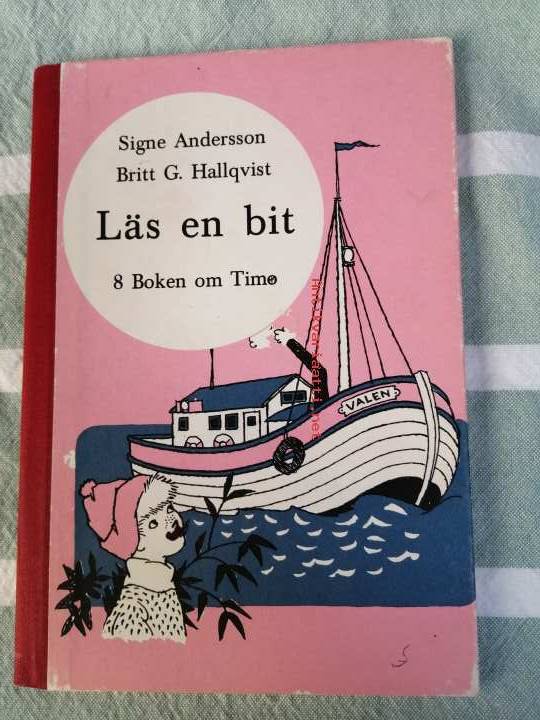 Signe Andersson
Britt G. Hallqvist
Läs en bit
8 Boken om Timo
VALEN